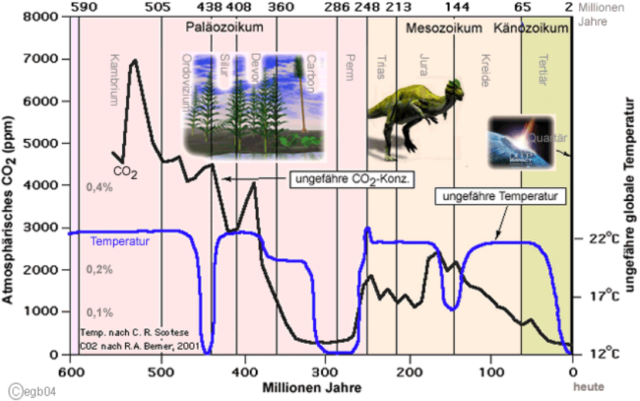 590 505 438 408 360 286 248 213 144 65 2 Millionen Jahre
Paläozoikum Mesozoikum Känozoikum
8000
7000
6000
5000
4000
3000
2000
1000
0
Kambrium
Ordovizium
Silur
Devon
Carbon
Perm
Trias
Jura
Kreide
Tertiär
Quartär
CO2
0,4%
0,2%
0,1%
ungefähre CO2-Konz.
ungefähre Temperatur
Temperatur
Temp. nach C. R. Scotese
CO2 nach R.A. Berner, 2001
Atmosphärisches CO2 (ppm)
ungefähre globale Temperatur
22°C
17°C
12°C
600 500 400 300 200 100 0
Millionen Jahre
heute
©egb04